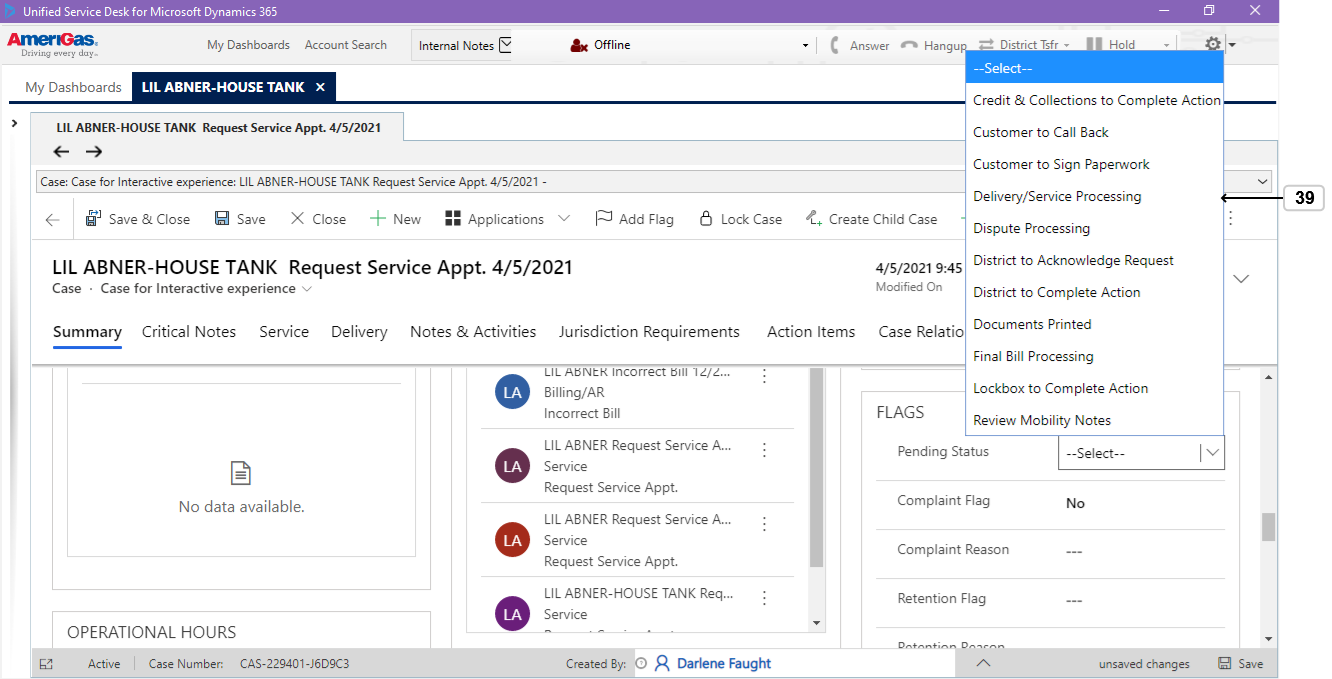 Unified Service Desk for Microsoft Dynamics 365
AmeriGas.
Driving every day...
My Dashboards
Account Search
Internal Notes
Offline
Answer
Hangup
District Tsfr
Hold
My Dashboards
LIL ABNER-HOUSE TANK
LIL ABNER-HOUSE TANK Request Service Appt. 4/5/2021
Case: Case for Interactive experience: LIL ABNER-HOUSE TANK Request Service Appt. 4/5/2021 -
Save & Close
Save
Close
New
Applications
Add Flag
Lock Case
Create Child Case
LIL ABNER-HOUSE TANK Request Service Appt. 4/5/2021
Case · Case for Interactive experience
4/5/2021 9:45
Modified On
Summary
Critical Notes
Service
Delivery
Notes & Activities
Jurisdiction Requirements
Action Items
Case Relatio
--Select--
Credit & Collections to Complete Action
Customer to Call Back
Customer to Sign Paperwork
Delivery/Service Processing
Dispute Processing
District to Acknowledge Request
District to Complete Action
Documents Printed
Final Bill Processing
Lockbox to Complete Action
Review Mobility Notes
39
No data available.
OPERATIONAL HOURS
LA
LIL ABNER Incorrect Bill 12/2...
Billing/AR
Incorrect Bill
LA
LIL ABNER Request Service A...
Service
Request Service Appt.
LA
LIL ABNER Request Service A...
Service
Request Service Appt.
LA
LIL ABNER-HOUSE TANK Req...
Service
FLAGS
Pending Status
--Select--
Complaint Flag
No
Complaint Reason
---
Retention Flag
---
Retention Reason
Active
Case Number:
CAS-229401-J6D9C3
Created By:
Darlene Faught
unsaved changes
Save